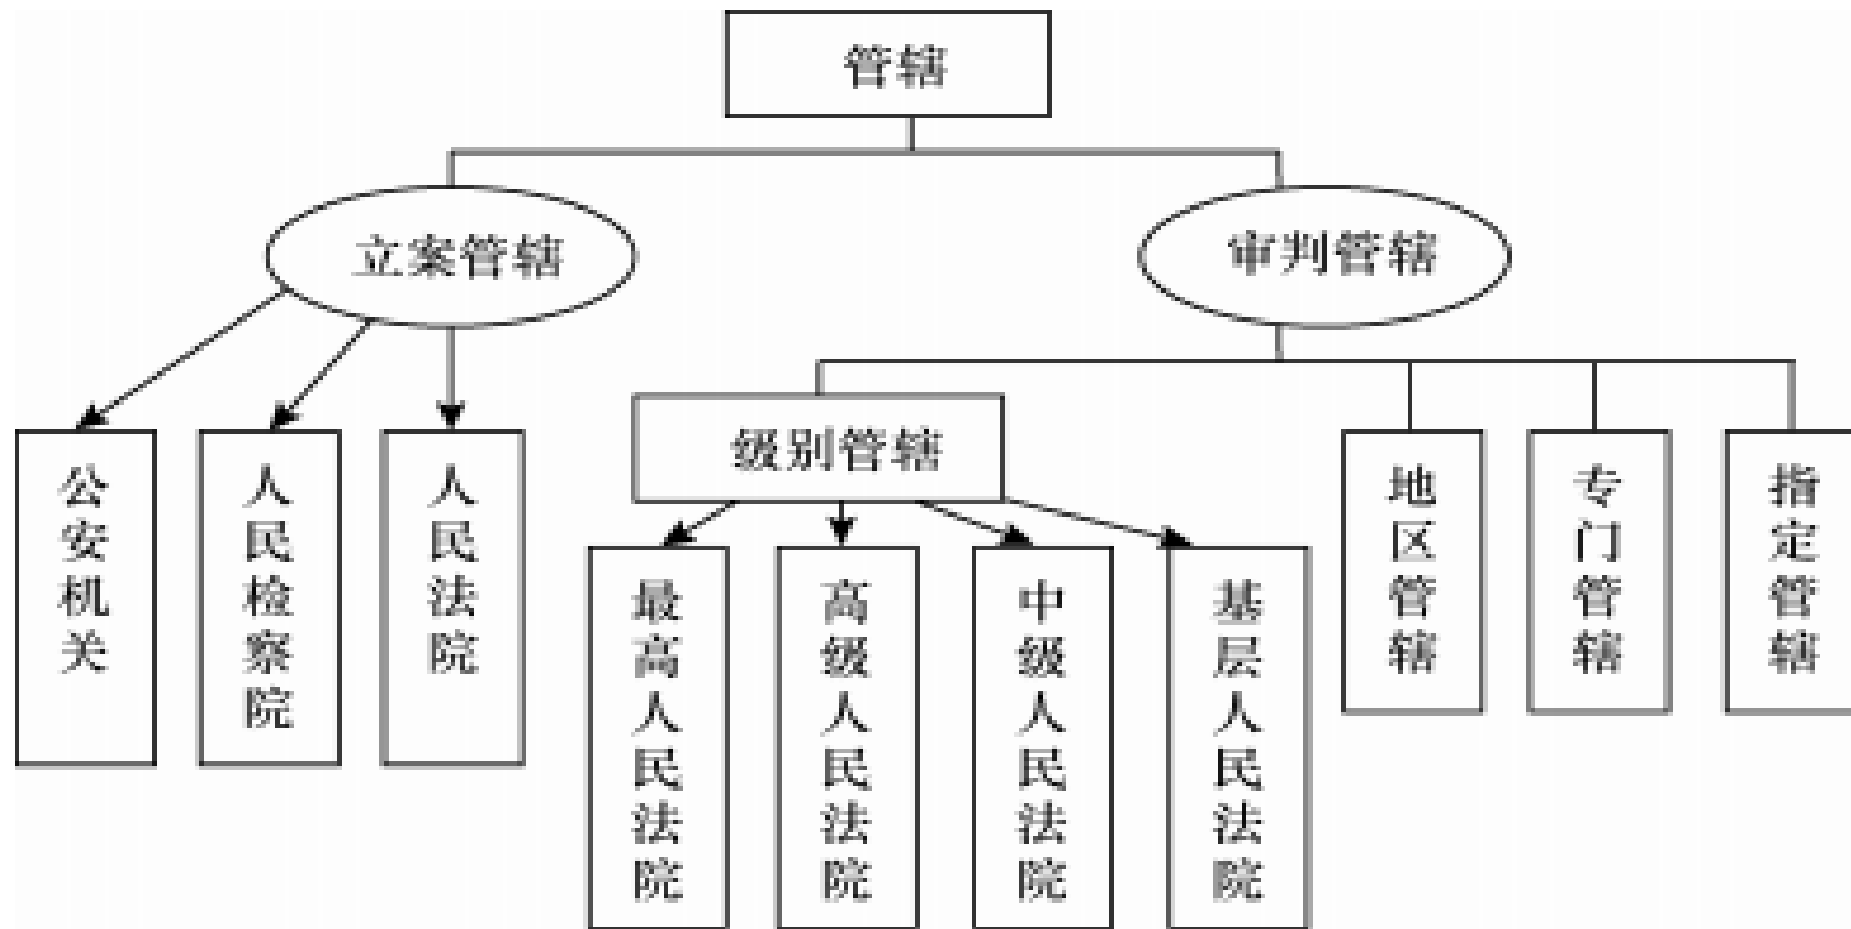 管辖
立案管辖
审判管辖
公安机关
人民检察院
人民法院
级别管辖
最高人民法院
高级人民法院
中级人民法院
基层人民法院
地区管辖
专门管辖
指定管辖